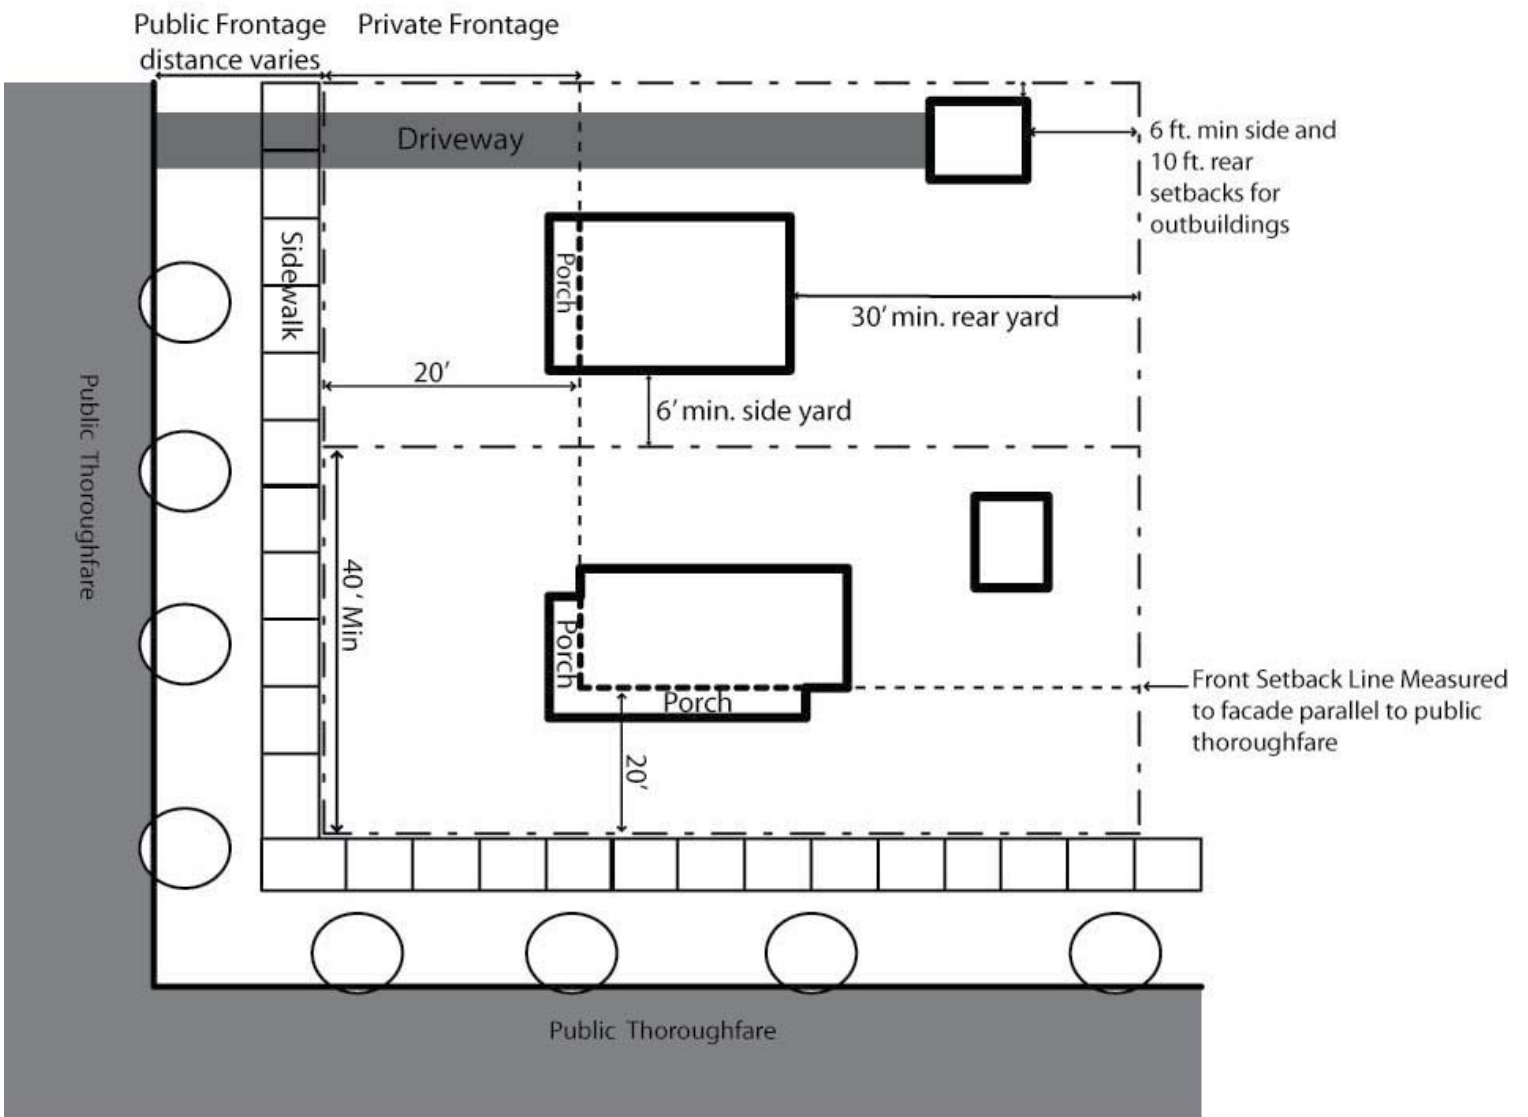 Public Frontage
distance varies
Private Frontage
Driveway
6 ft. min side and
10 ft. rear
setbacks for
outbuildings
Sidewalk
Porch
30’ min. rear yard
20’
6’ min. side yard
Public Thoroughfare
40’ Min
Porch
Porch
20’
Front Setback Line Measured
to facade parallel to public
thoroughfare
Public Thoroughfare